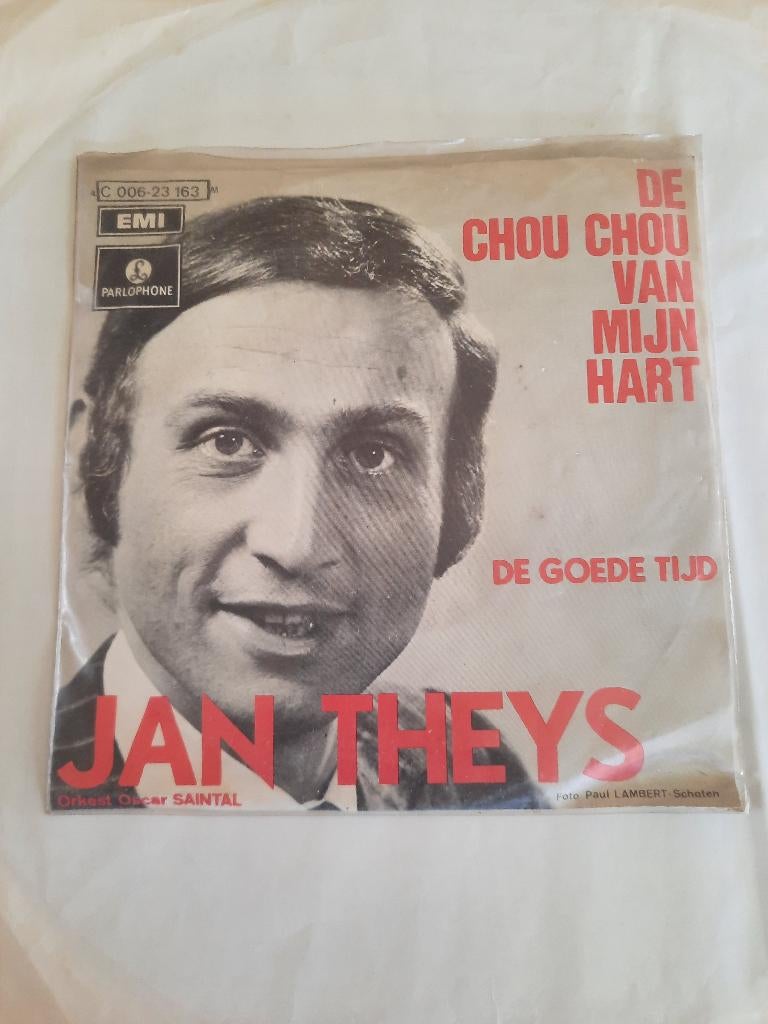 4C 006-23 163 M
EMI
£
PARLOPHONE
DE
CHOU CHOU
VAN
MIJN
HART
DE GOEDE TIJD
JAN THEYS
Orkest Oscar SAINTAL
Foto Paul LAMBERT-Schoten